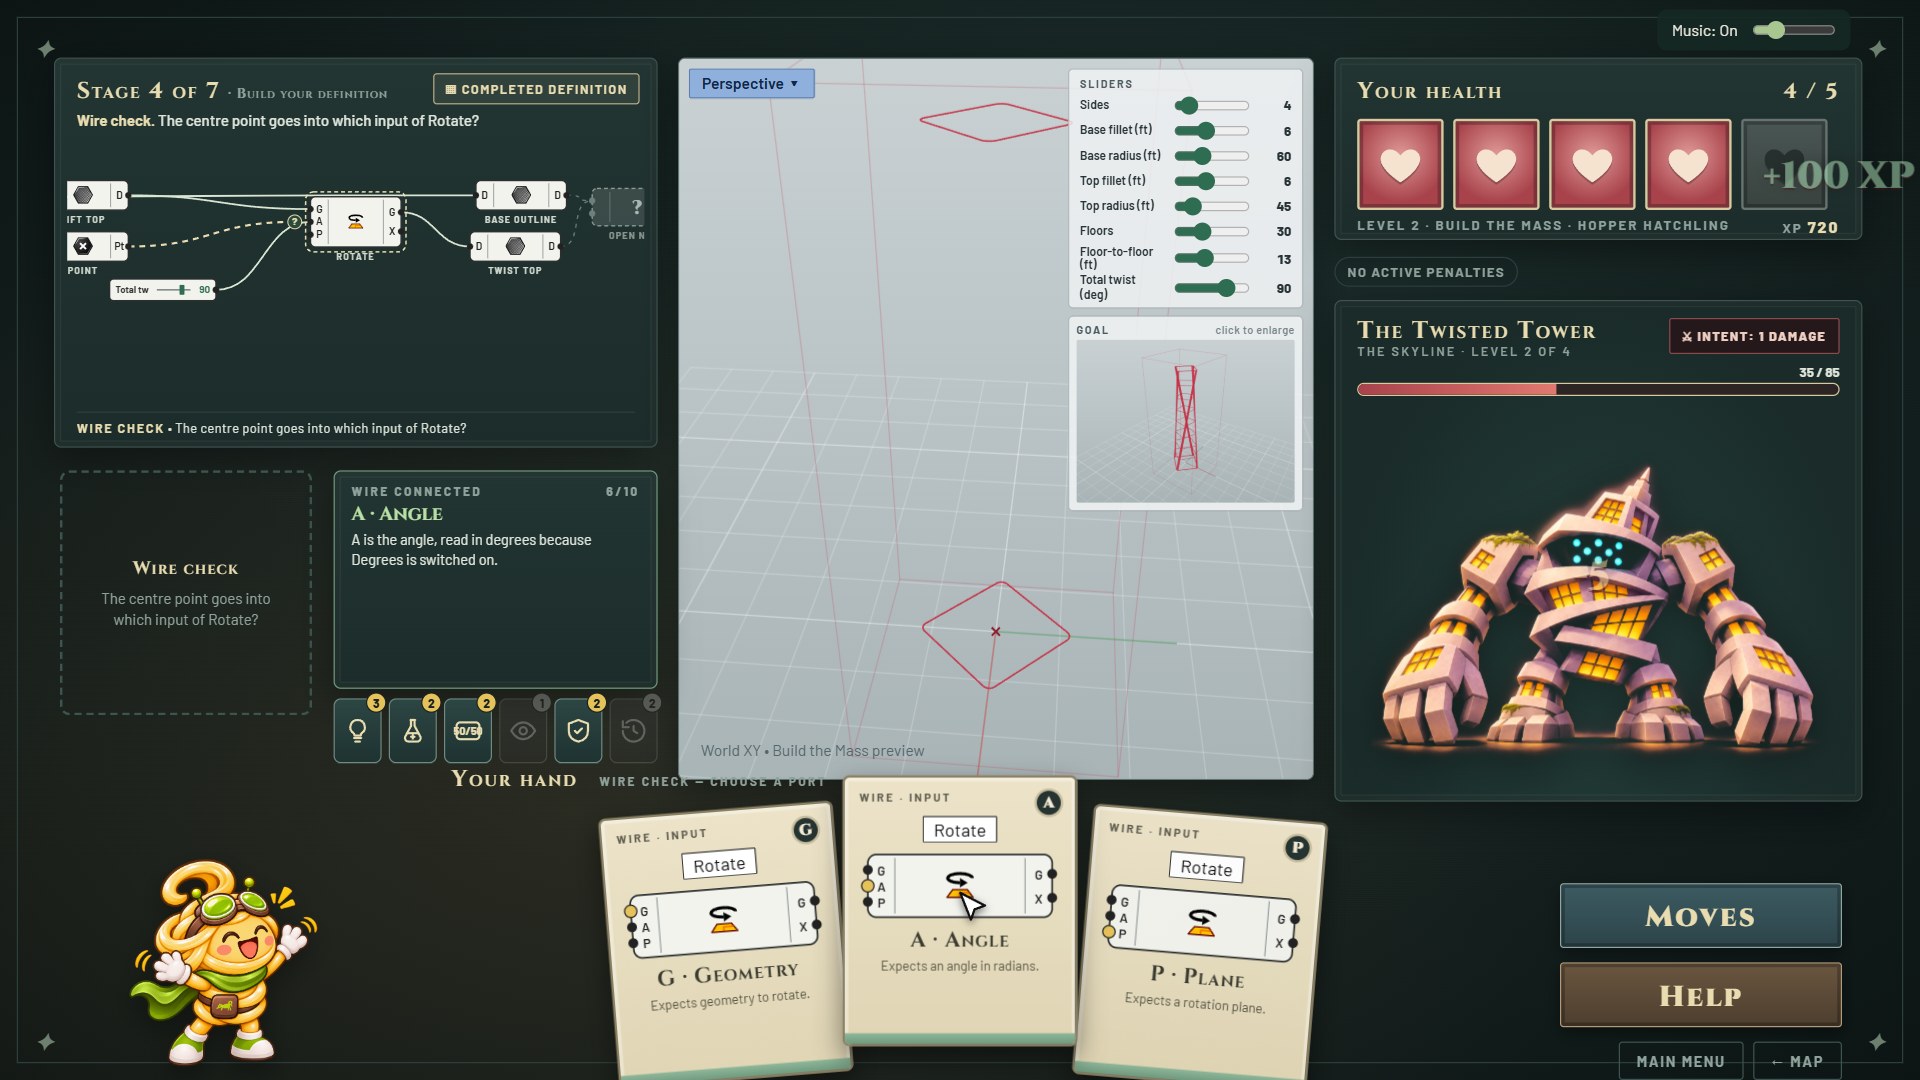 Music: On
STAGE 4 OF 7 · BUILD YOUR DEFINITION
COMPLETED DEFINITION
Wire check. The centre point goes into which input of Rotate?
D
IFT TOP
Pt
POINT
Total tw 90
?
G
A
P
G
X
ROTATE
D D
BASE OUTLINE
D D
TWIST TOP
?
OPEN N
WIRE CHECK • The centre point goes into which input of Rotate?
WIRE CHECK
The centre point goes into
which input of Rotate?
WIRE CONNECTED 6/10
A · ANGLE
A is the angle, read in degrees because
Degrees is switched on.
3
2
2
1
2
2
50/50
Perspective ▼
SLIDERS
Sides 4
Base fillet (ft) 6
Base radius (ft) 60
Top fillet (ft) 6
Top radius (ft) 45
Floors 30
Floor-to-floor (ft) 13
Total twist (deg) 90
GOAL click to enlarge
World XY • Build the Mass preview
YOUR HEALTH 4 / 5
+100 XP
LEVEL 2 · BUILD THE MASS · HOPPER HATCHLING XP 720
NO ACTIVE PENALTIES
THE TWISTED TOWER
THE SKYLINE · LEVEL 2 OF 4
INTENT: 1 DAMAGE
35 / 85
YOUR HAND WIRE CHECK – CHOOSE A PORT
WIRE · INPUT G
Rotate
G
A
P
G
X
G · GEOMETRY
Expects geometry to rotate.
WIRE · INPUT A
Rotate
G
A
P
G
X
A · ANGLE
Expects an angle in radians.
WIRE · INPUT P
Rotate
G
A
P
G
X
P · PLANE
Expects a rotation plane.
MOVES
HELP
MAIN MENU
← MAP